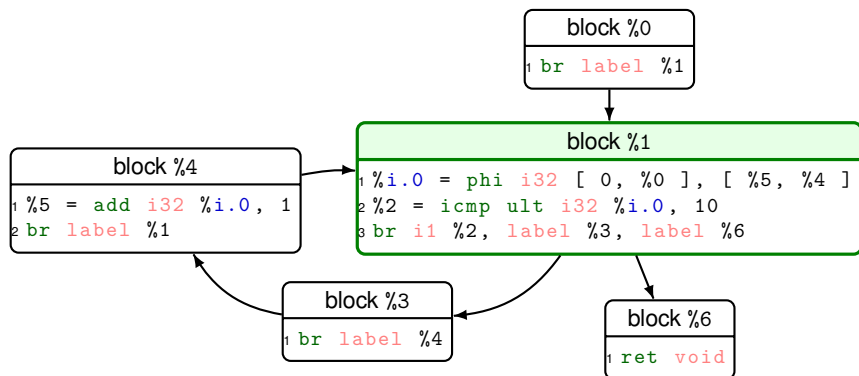 block %0
1 br label %1
block %1
1 %i.0 = phi i32 [ 0, %0 ], [ %5, %4 ]
2 %2 = icmp ult i32 %i.0, 10
3 br i1 %2, label %3, label %6
block %4
1 %5 = add i32 %i.0, 1
2 br label %1
block %3
1 br label %4
block %6
1 ret void